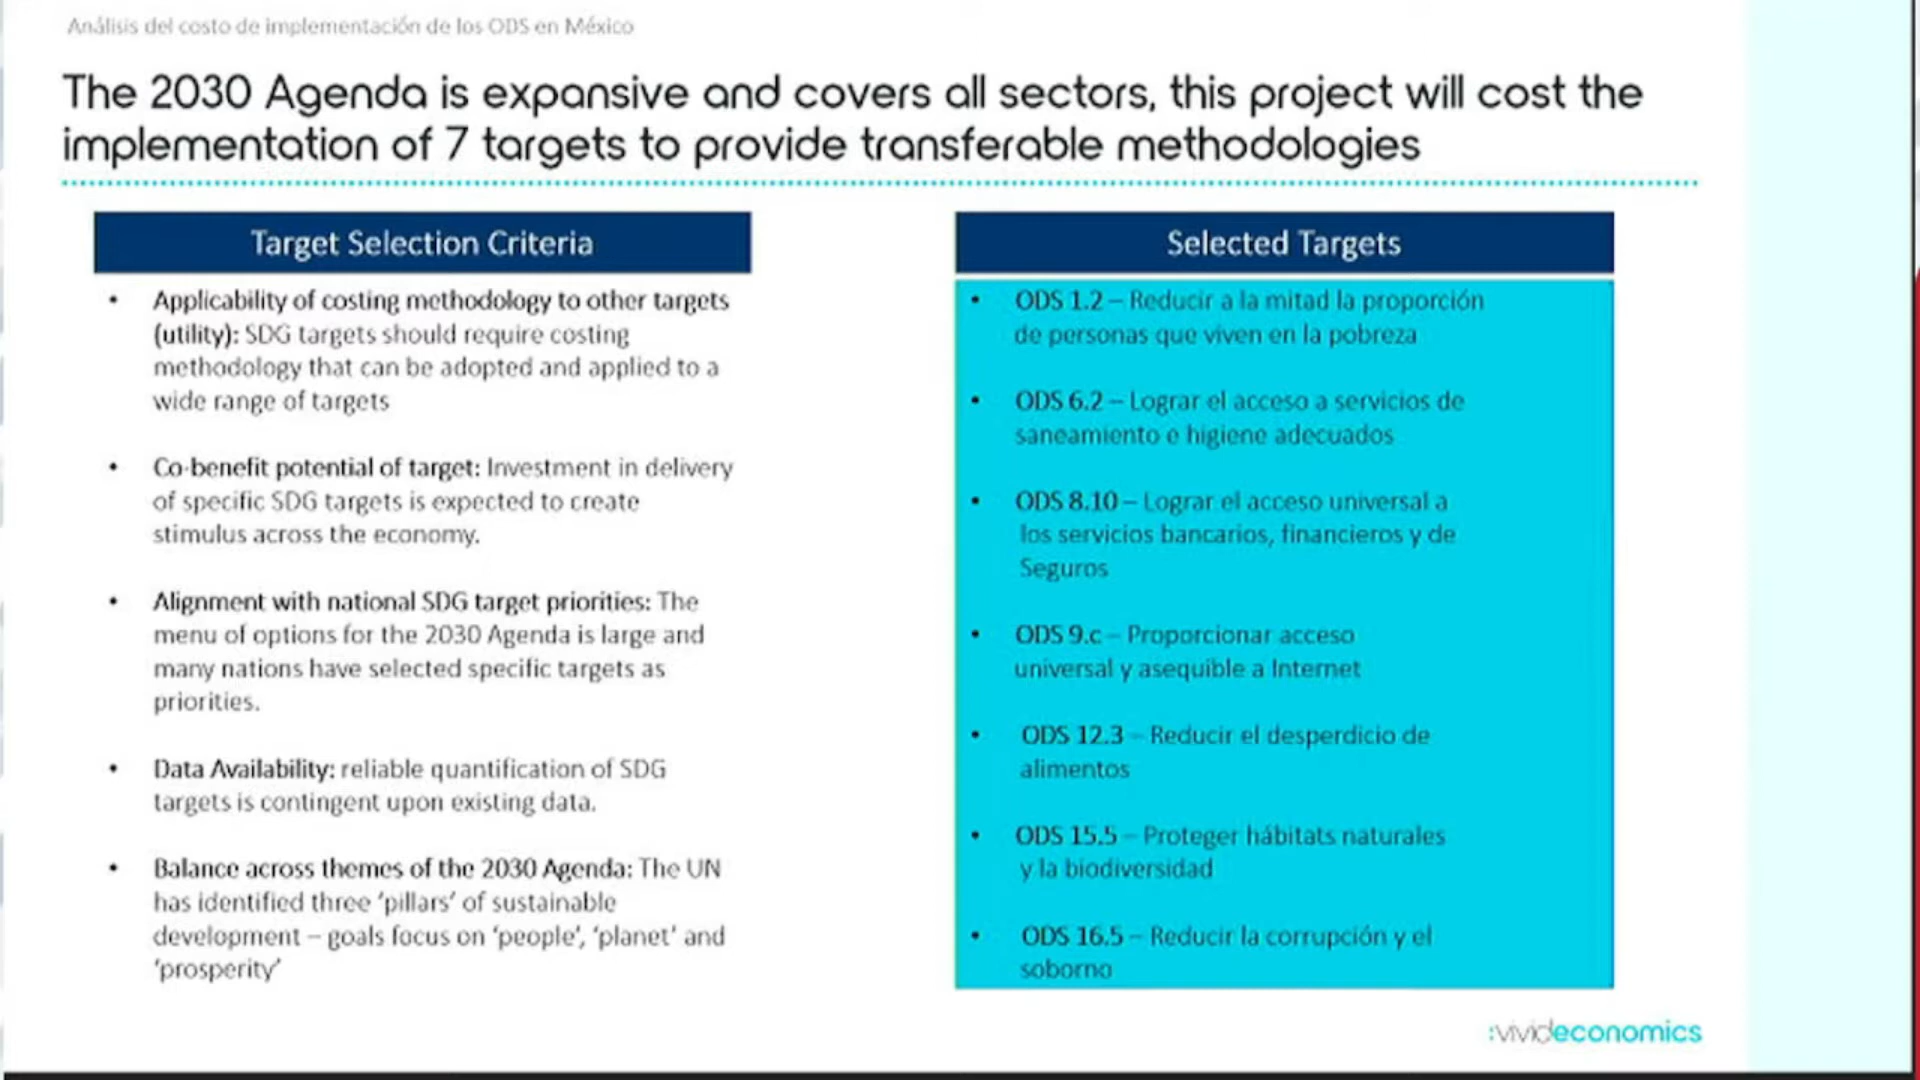 Análisis del costo de implementación de los ODS en México
The 2030 Agenda is expansive and covers all sectors, this project will cost the
implementation of 7 targets to provide transferable methodologies
Target Selection Criteria
• Applicability of costing methodology to other targets
(utility): SDG targets should require costing
methodology that can be adopted and applied to a
wide range of targets
• Co-benefit potential of target: Investment in delivery
of specific SDG targets is expected to create
stimulus across the economy.
• Alignment with national SDG target priorities: The
menu of options for the 2030 Agenda is large and
many nations have selected specific targets as
priorities.
• Data Availability: reliable quantification of SDG
targets is contingent upon existing data.
• Balance across themes of the 2030 Agenda: The UN
has identified three ‘pillars’ of sustainable
development – goals focus on ‘people’, ‘planet’ and
‘prosperity’
Selected Targets
• ODS 1.2 – Reducir a la mitad la proporción
de personas que viven en la pobreza
• ODS 6.2 – Lograr el acceso a servicios de
saneamiento e higiene adecuados
• ODS 8.10 – Lograr el acceso universal a
los servicios bancarios, financieros y de
Seguros
• ODS 9.c – Proporcionar acceso
universal y asequible a Internet
• ODS 12.3 – Reducir el desperdicio de
alimentos
• ODS 15.5 – Proteger hábitats naturales
y la biodiversidad
• ODS 16.5 – Reducir la corrupción y el
soborno
:vivideconomics